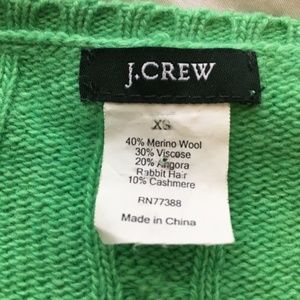 J.CREW
XS
40% Merino Wool
30% Viscose
20% Angora
Rabbit Hair
10% Cashmere
RN77388
Made in China